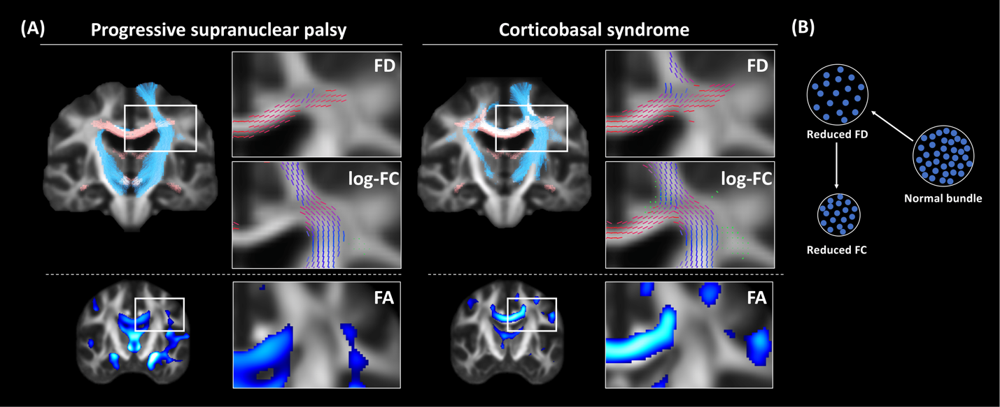 (A)
Progressive supranuclear palsy
Corticobasal syndrome
(B)
FD
FD
Reduced FD
log-FC
log-FC
Normal bundle
Reduced FC
FA
FA